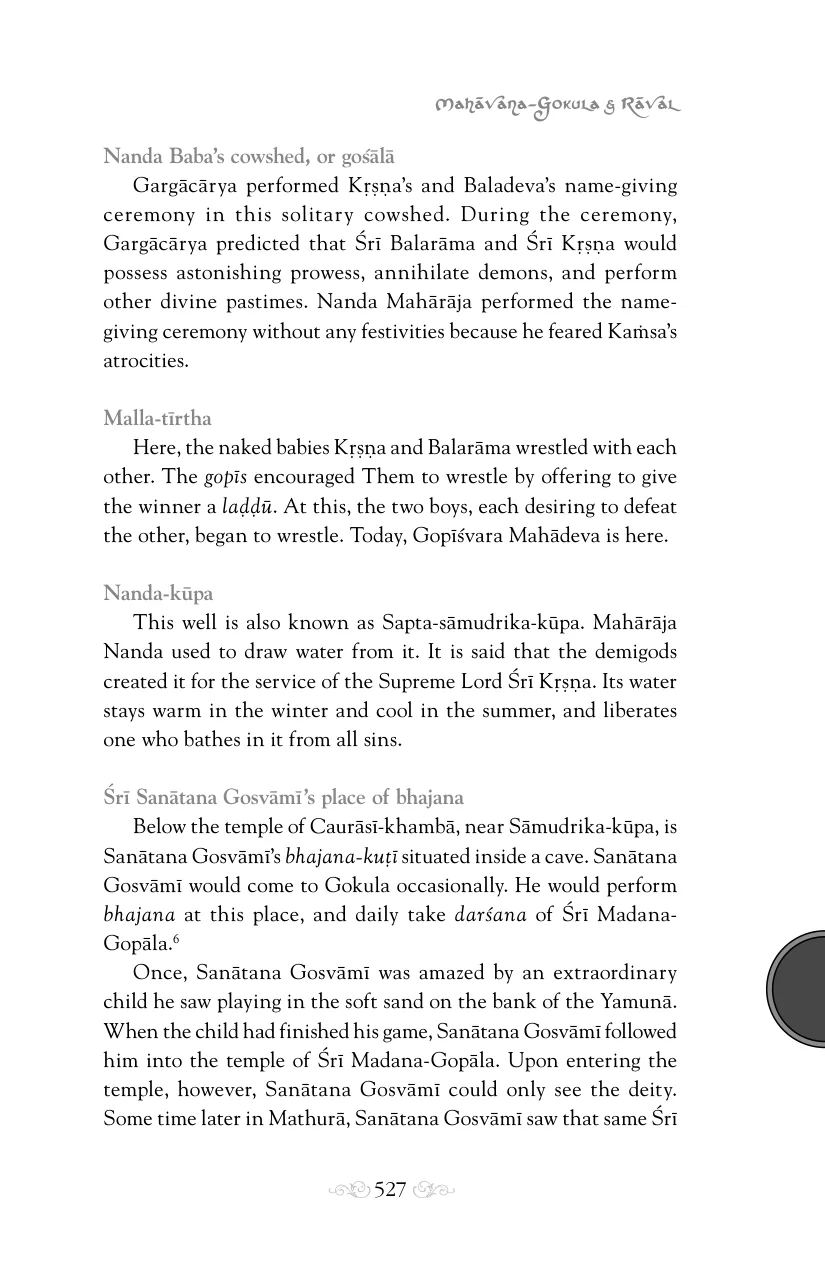 Mahāvana-Gokula & Rāval
Nanda Baba’s cowshed, or gośālā
Gargācārya performed Kṛṣṇa’s and Baladeva’s name-giving
ceremony in this solitary cowshed. During the ceremony,
Gargācārya predicted that Śrī Balarāma and Śrī Kṛṣṇa would
possess astonishing prowess, annihilate demons, and perform
other divine pastimes. Nanda Mahārāja performed the name-
giving ceremony without any festivities because he feared Kaṁsa’s
atrocities.
Malla-tīrtha
Here, the naked babies Kṛṣṇa and Balarāma wrestled with each
other. The gopīs encouraged Them to wrestle by offering to give
the winner a laḍḍū. At this, the two boys, each desiring to defeat
the other, began to wrestle. Today, Gopīśvara Mahādeva is here.
Nanda-kūpa
This well is also known as Sapta-sāmudrika-kūpa. Mahārāja
Nanda used to draw water from it. It is said that the demigods
created it for the service of the Supreme Lord Śrī Kṛṣṇa. Its water
stays warm in the winter and cool in the summer, and liberates
one who bathes in it from all sins.
Śrī Sanātana Gosvāmī’s place of bhajana
Below the temple of Caurāsī-khambā, near Sāmudrika-kūpa, is
Sanātana Gosvāmī’s bhajana-kuṭī situated inside a cave. Sanātana
Gosvāmī would come to Gokula occasionally. He would perform
bhajana at this place, and daily take darśana of Śrī Madana-
Gopāla.6
Once, Sanātana Gosvāmī was amazed by an extraordinary
child he saw playing in the soft sand on the bank of the Yamunā.
When the child had finished his game, Sanātana Gosvāmī followed
him into the temple of Śrī Madana-Gopāla. Upon entering the
temple, however, Sanātana Gosvāmī could only see the deity.
Some time later in Mathurā, Sanātana Gosvāmī saw that same Śrī
527